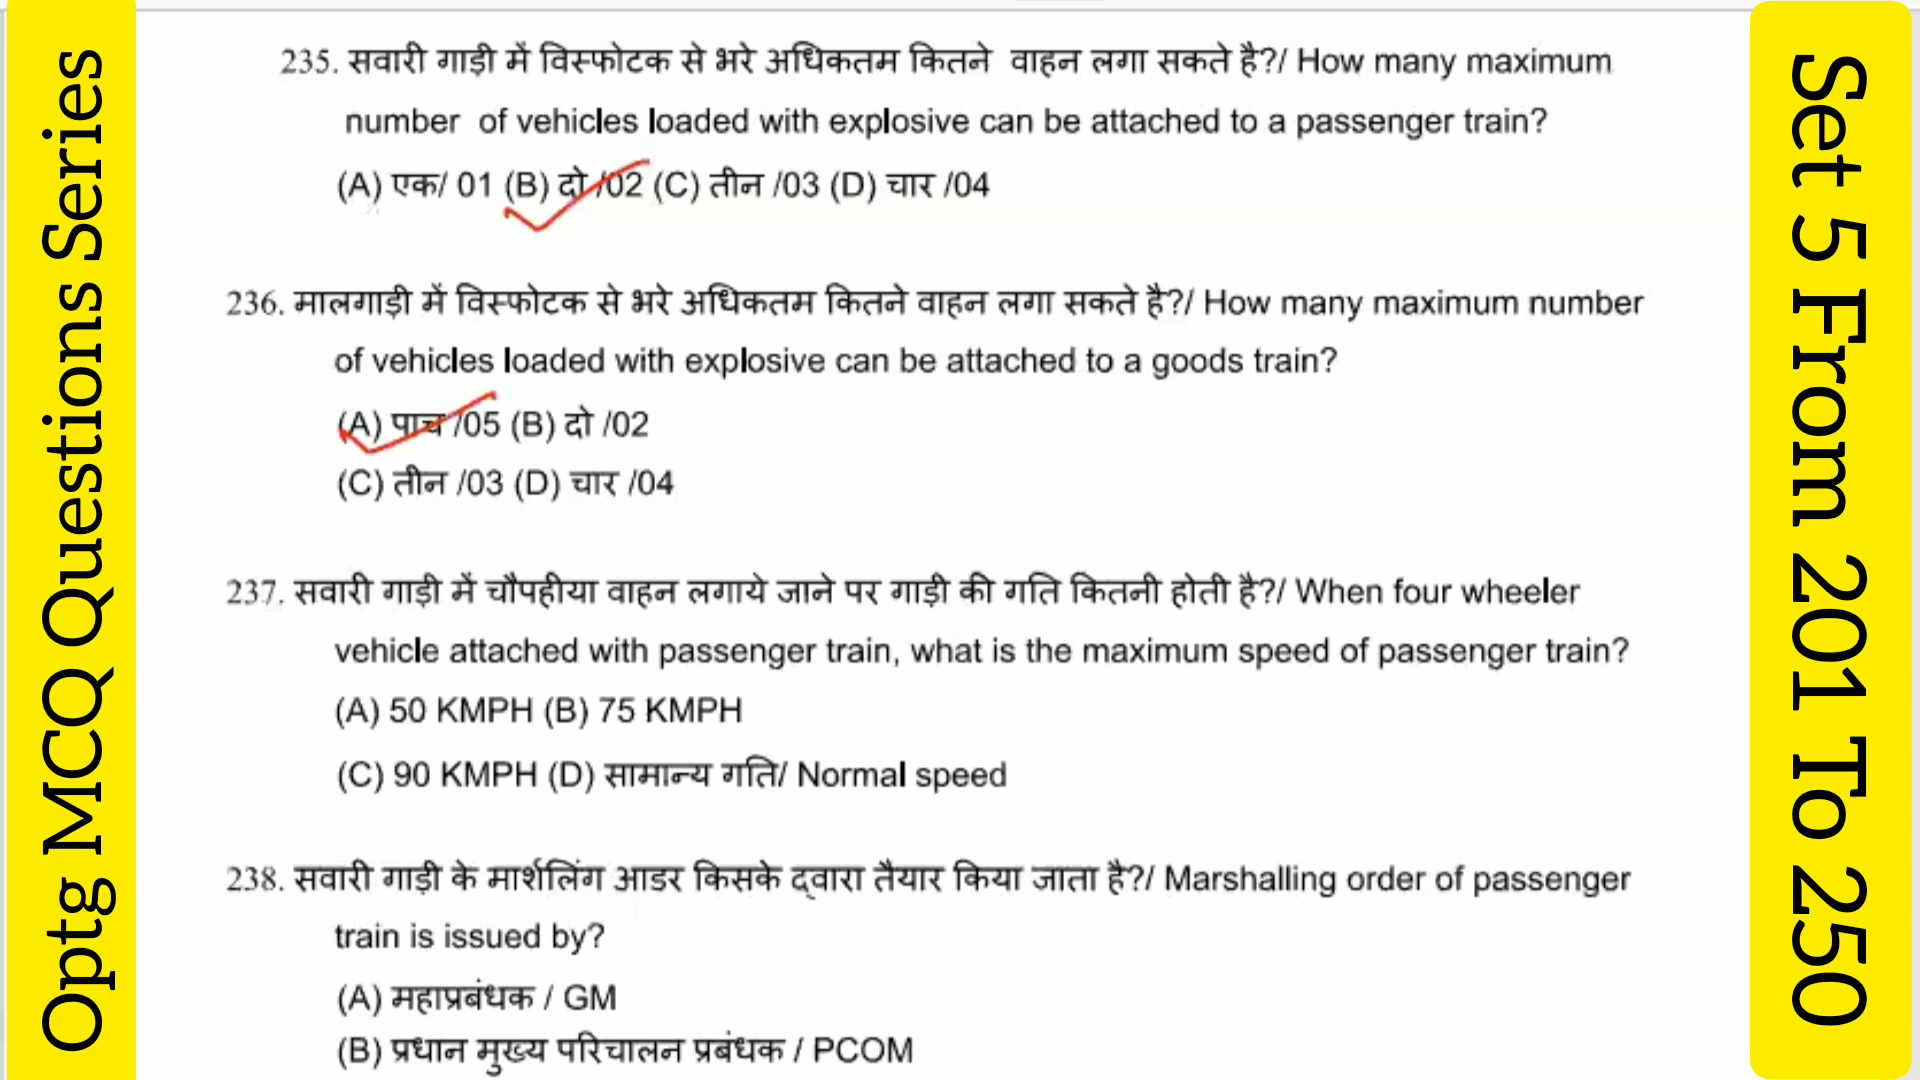 Optg MCQ Questions Series
235. सवारी गाड़ी में विस्फोटक से भरे अधिकतम कितने वाहन लगा सकते है?/ How many maximum
number of vehicles loaded with explosive can be attached to a passenger train?
(A) एक/ 01 (B) दो /02 (C) तीन /03 (D) चार /04
236. मालगाड़ी में विस्फोटक से भरे अधिकतम कितने वाहन लगा सकते है?/ How many maximum number
of vehicles loaded with explosive can be attached to a goods train?
(A) पाच /05 (B) दो /02
(C) तीन /03 (D) चार /04
237. सवारी गाड़ी में चौपहीया वाहन लगाये जाने पर गाड़ी की गति कितनी होती है?/ When four wheeler
vehicle attached with passenger train, what is the maximum speed of passenger train?
(A) 50 KMPH (B) 75 KMPH
(C) 90 KMPH (D) सामान्य गति/ Normal speed
238. सवारी गाड़ी के मार्शलिंग आडर किसके द्वारा तैयार किया जाता है?/ Marshalling order of passenger
train is issued by?
(A) महाप्रबंधक / GM
(B) प्रधान मुख्य परिचालन प्रबंधक / PCOM
Set 5 From 201 To 250